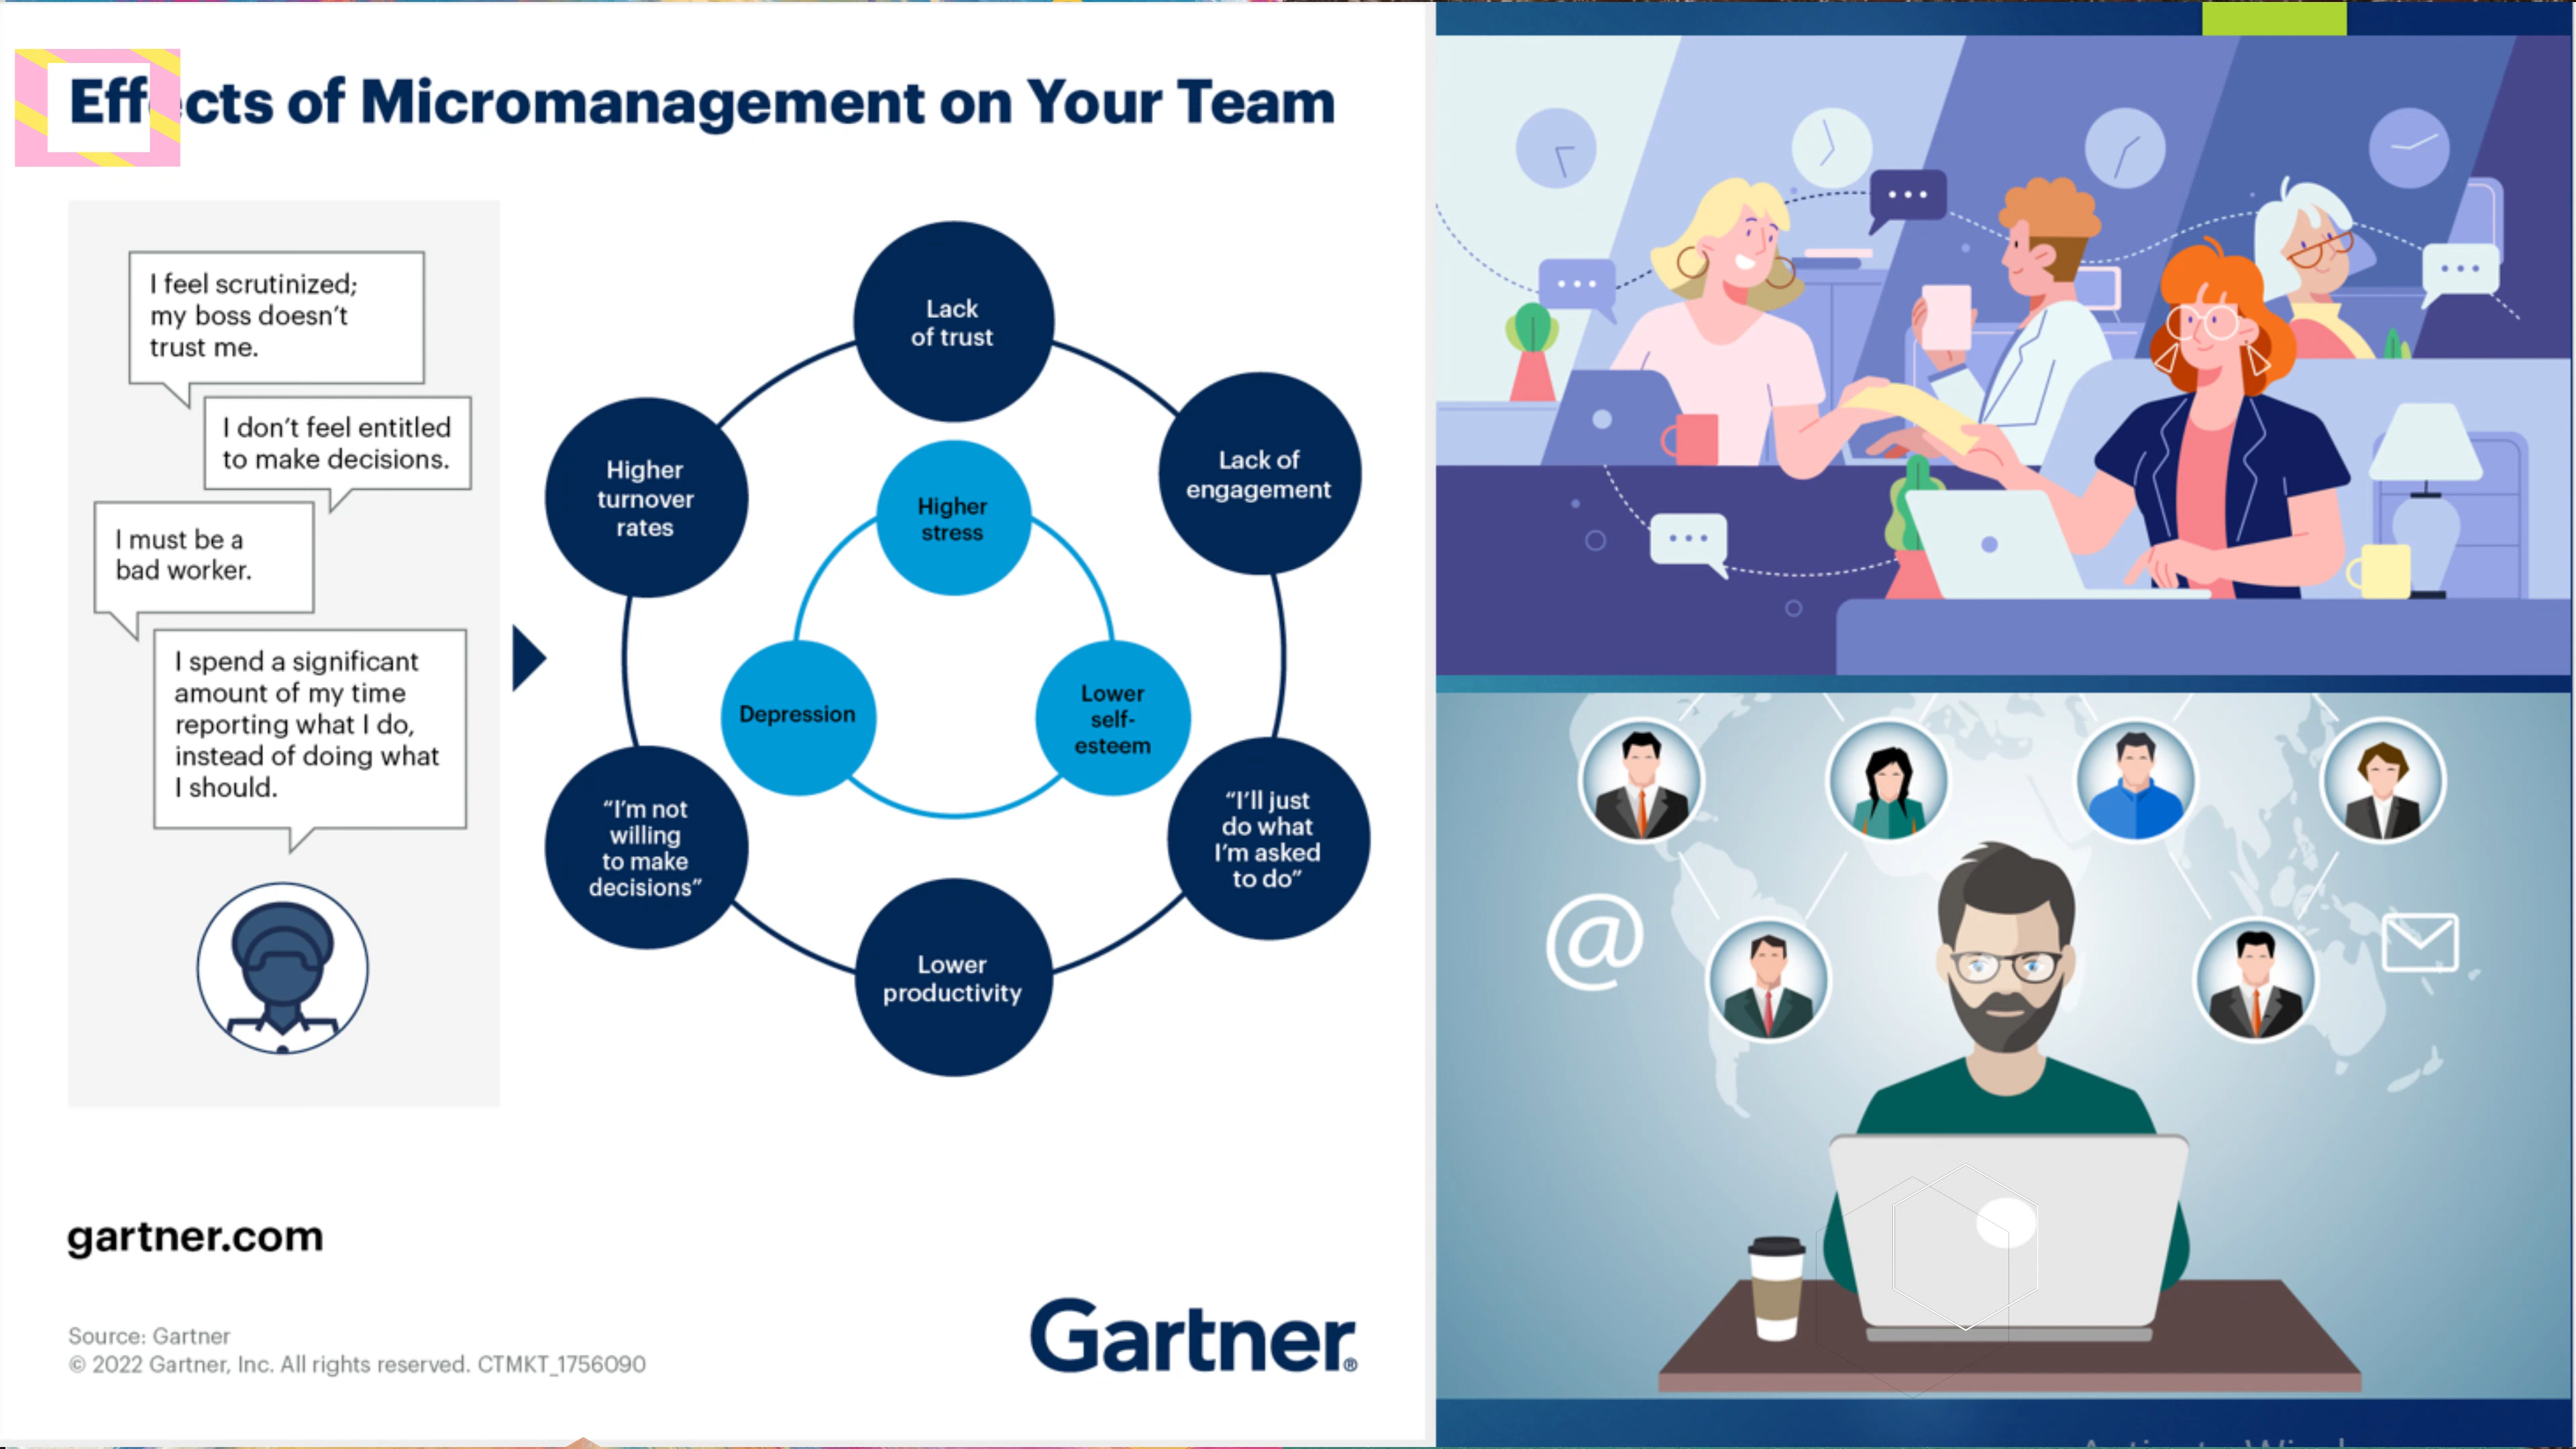 Effects of Micromanagement on Your Team
I feel scrutinized;
my boss doesn't
trust me.
I don't feel entitled
to make decisions.
I must be a
bad worker.
I spend a significant
amount of my time
reporting what I do,
instead of doing what
I should.
Lack
of trust
Lack of
engagement
"I'll just
do what
I'm asked
to do"
Lower
productivity
"I'm not
willing
to make
decisions"
Higher
turnover
rates
Higher
stress
Lower
self-
esteem
Depression
gartner.com
Source: Gartner
© 2022 Gartner, Inc. All rights reserved. CTMKT_1756090
Gartner®
@